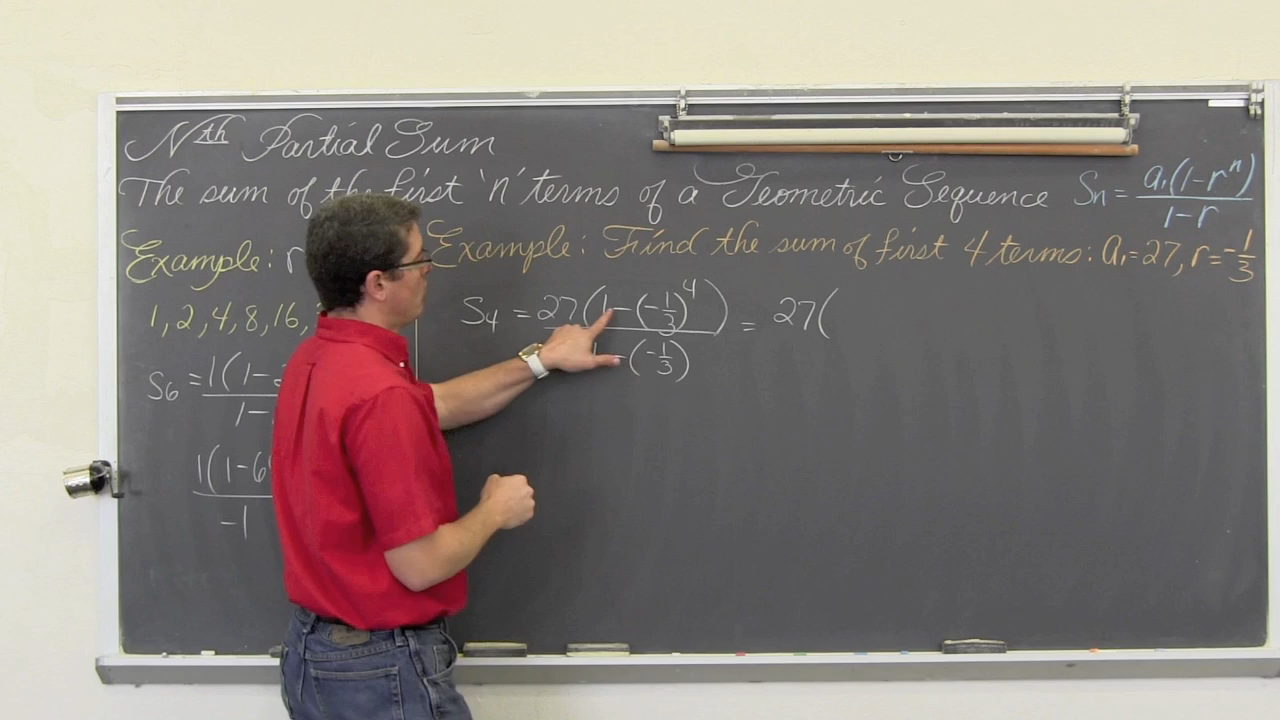 Nth Partial Sum
The sum of the first 'n' terms of a Geometric Sequence Sn = a1(1-r^n)
1-r
Example: r
1, 2, 4, 8, 16,
S6 = 1(1-
1-
1(1-6
-1
Example: Find the sum of first 4 terms: a1=27, r=-1/3
S4 = 27(1-(-1/3)^4) = 27(
-(-1/3)